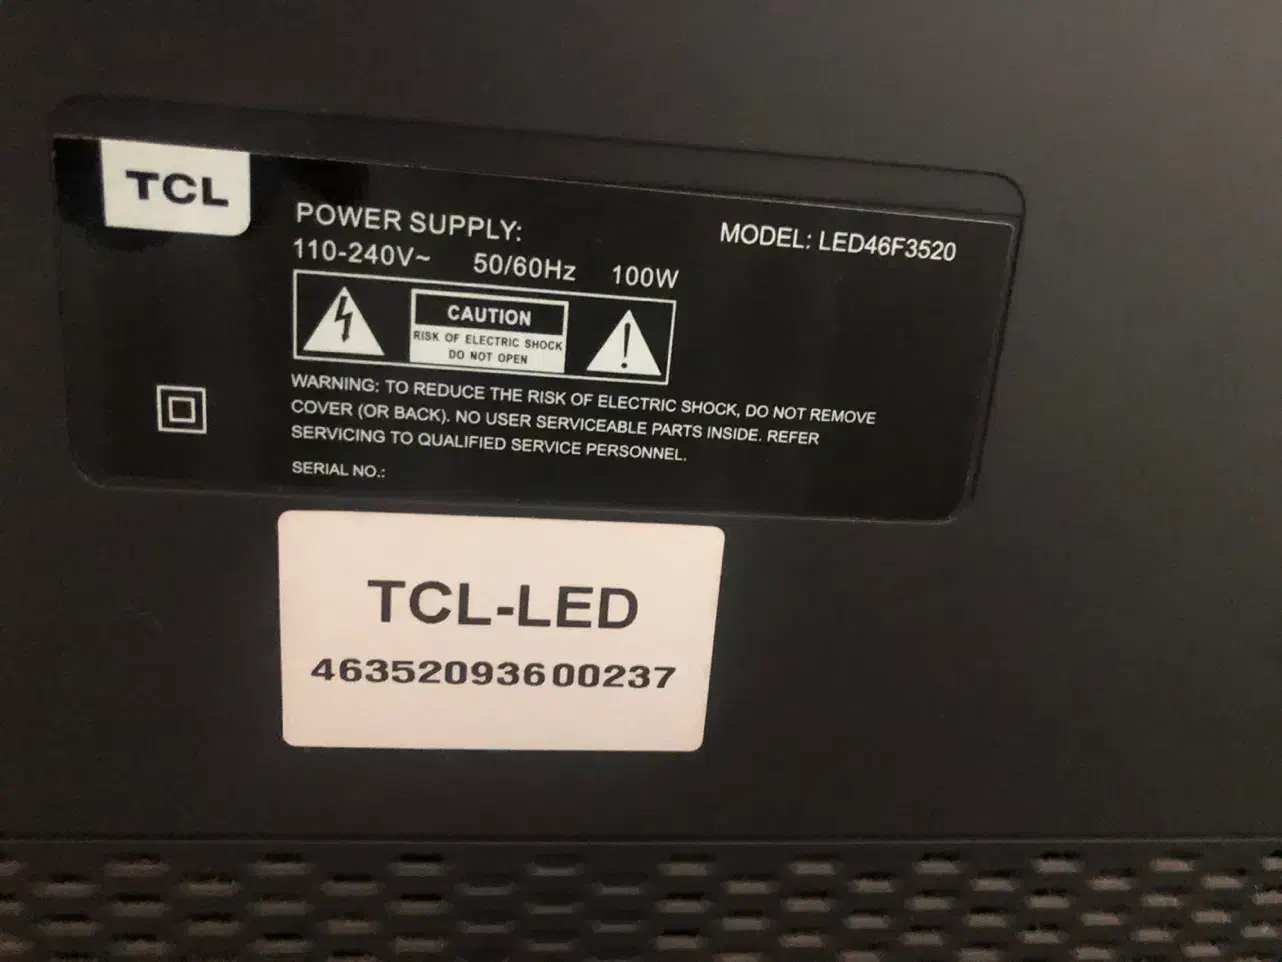 TCL
POWER SUPPLY:
110-240V~ 50/60Hz 100W
MODEL: LED46F3520
CAUTION
RISK OF ELECTRIC SHOCK
DO NOT OPEN
WARNING: TO REDUCE THE RISK OF ELECTRIC SHOCK, DO NOT REMOVE
COVER (OR BACK). NO USER SERVICEABLE PARTS INSIDE. REFER
SERVICING TO QUALIFIED SERVICE PERSONNEL.
SERIAL NO.:
TCL-LED
46352093600237